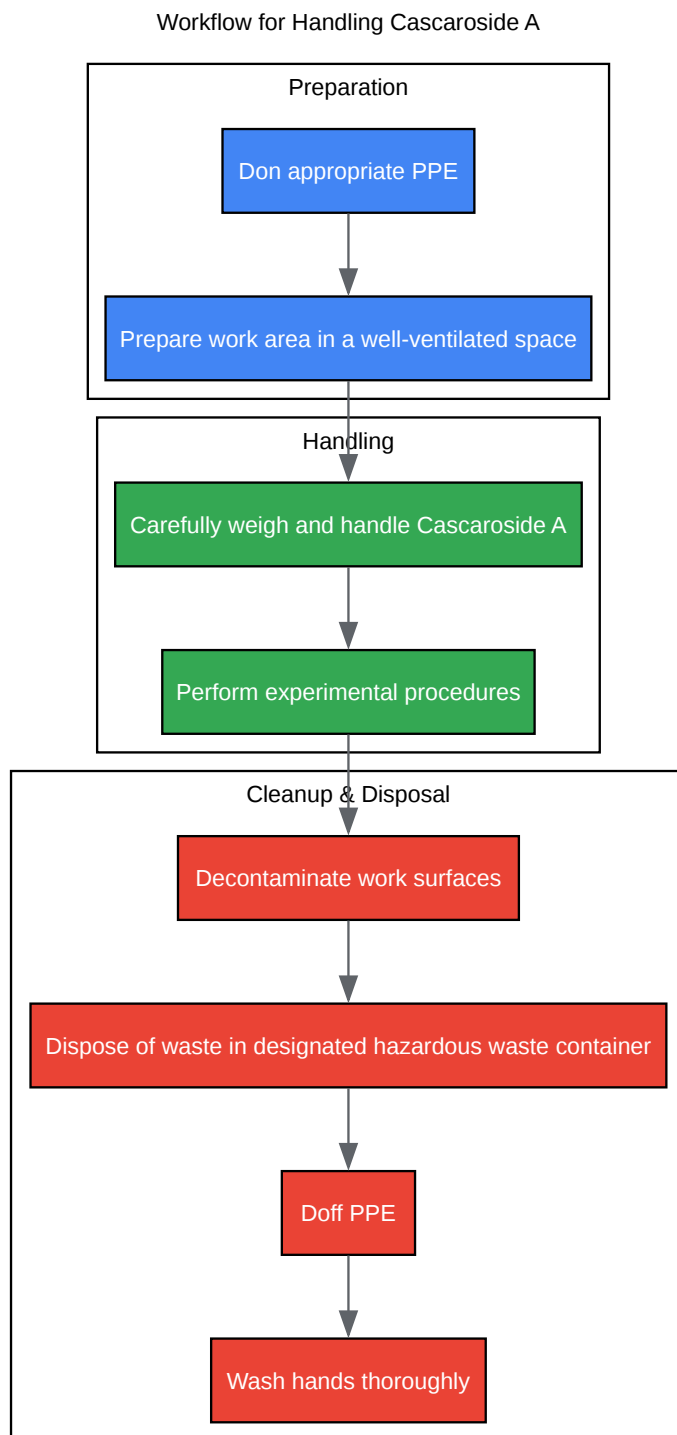 Workflow for Handling Cascaroside A
Preparation
Don appropriate PPE
Prepare work area in a well-ventilated space
Handling
Carefully weigh and handle Cascaroside A
Perform experimental procedures
Cleanup & Disposal
Decontaminate work surfaces
Dispose of waste in designated hazardous waste container
Doff PPE
Wash hands thoroughly